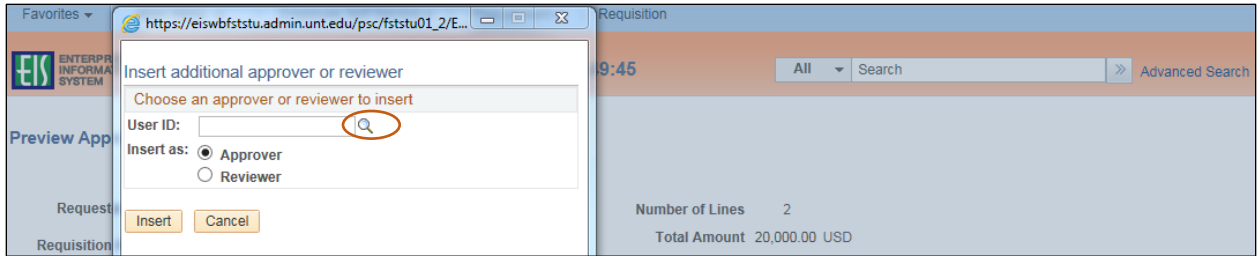 Favorites
https://eiswbfststu.admin.unt.edu/psc/fststu01_2/E...
Requisition
EIS
ENTERPR
INFORMA
SYSTEM
9:45
All
Search
Advanced Search
Insert additional approver or reviewer
Choose an approver or reviewer to insert
User ID:
Preview App
Insert as: Approver
Reviewer
Request
Insert Cancel
Number of Lines 2
Requisition
Total Amount 20,000.00 USD